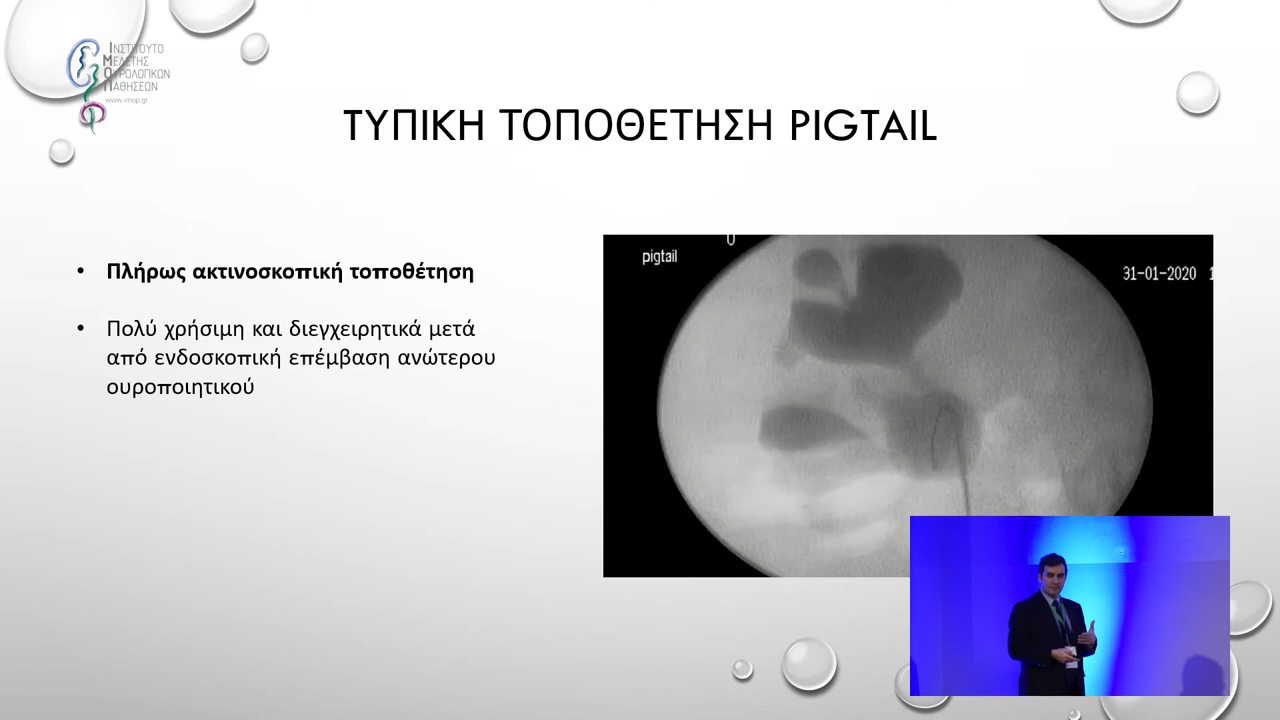 ΙΝΣΤΙΤΟΥΤΟ
ΜΕΛΕΤΗΣ
ΟΥΡΟΛΟΓΙΚΩΝ
ΠΑΘΗΣΕΩΝ
www.imop.gr
ΤΥΠΙΚΗ ΤΟΠΟΘΕΤΗΣΗ PIGTAIL
• Πλήρως ακτινοσκοπική τοποθέτηση
• Πολύ χρήσιμη και διεγχειρητικά μετά
από ενδοσκοπική επέμβαση ανώτερου
ουροποιητικού
pigtail
31-01-2020